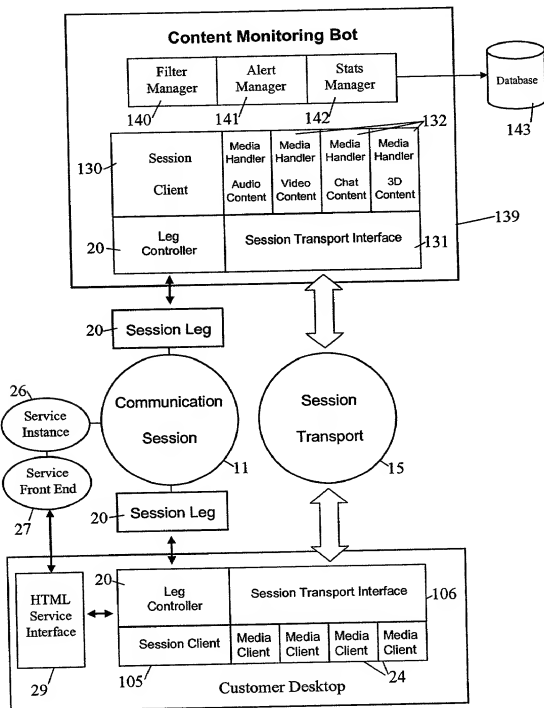 Content Monitoring Bot
Filter
Manager
Alert
Manager
Stats
Manager
140
141
142
Database
143
132
130
Session
Client
Media
Handler
Audio
Content
Media
Handler
Video
Content
Media
Handler
Chat
Content
Media
Handler
3D
Content
139
20
Leg
Controller
Session Transport Interface
131
20
Session Leg
26
Service
Instance
Communication
Session
11
Session
Transport
15
Service
Front End
27
20
Session Leg
20
HTML
Service
Interface
29
Leg
Controller
Session Transport Interface
106
Session Client
105
Media
Client
Media
Client
Media
Client
Media
Client
24
Customer Desktop